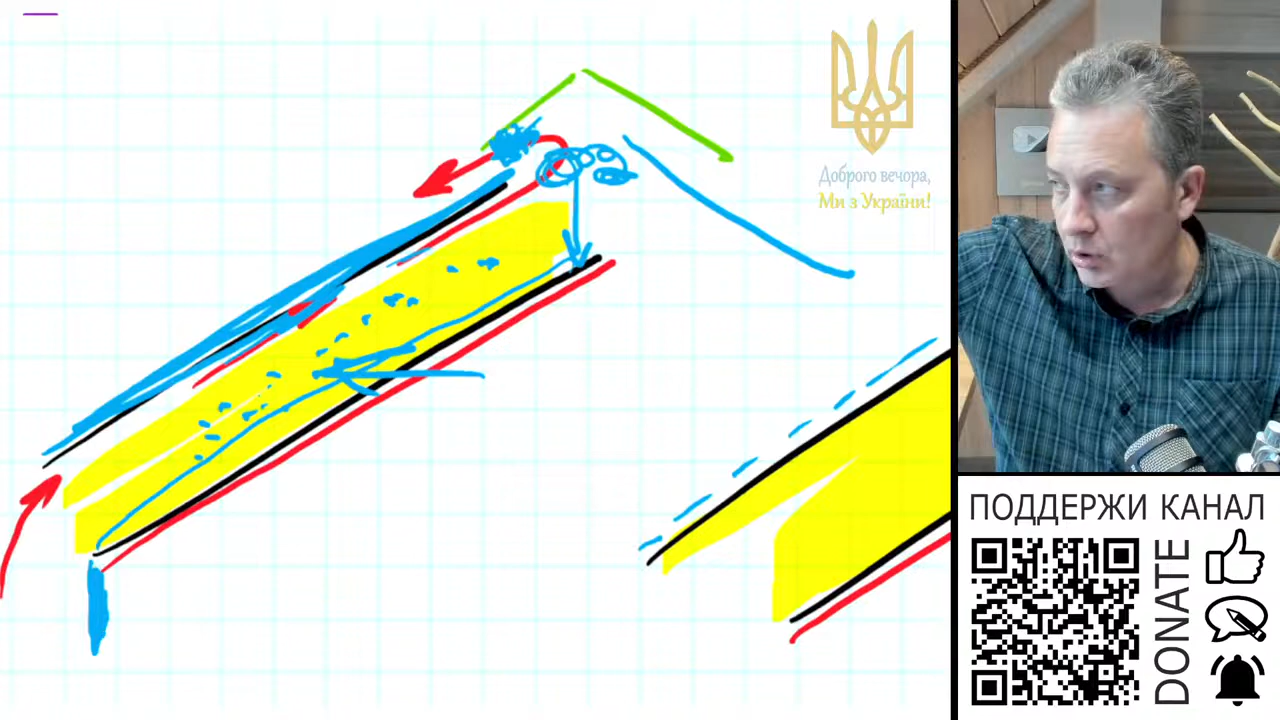 Доброго вечора,
Ми з України!
ПОДДЕРЖИ КАНАЛ
DONATE